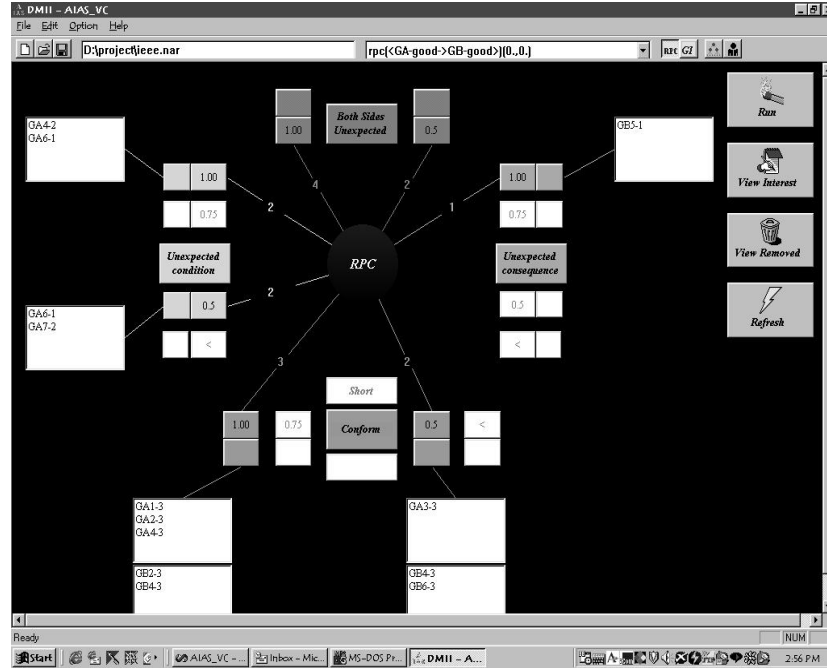 DMII - AIAS_VC
File Edit Option Help
D:\project\ieee.nar
rpc(<GA-good->GB-good>)(0.,0.)
RPC GI
GA4-2
GA6-1
1.00
Both Sides
Unexpected
0.5
GB5-1
Run
1.00
0.75
2
4
2
1
1.00
0.75
View Interest
Unexpected
condition
RPC
Unexpected
consequence
View Removed
GA6-1
GA7-2
0.5
<
2
0.5
<
Refresh
3
2
Short
1.00
0.75
Conform
0.5
<
GA1-3
GA2-3
GA4-3
GA3-3
GB2-3
GB4-3
GB4-3
GB6-3
Ready
NUM
Start
AIAS_VC - ...
Inbox - Mic...
MS-DOS Pr...
DMII - A...
2:56 PM